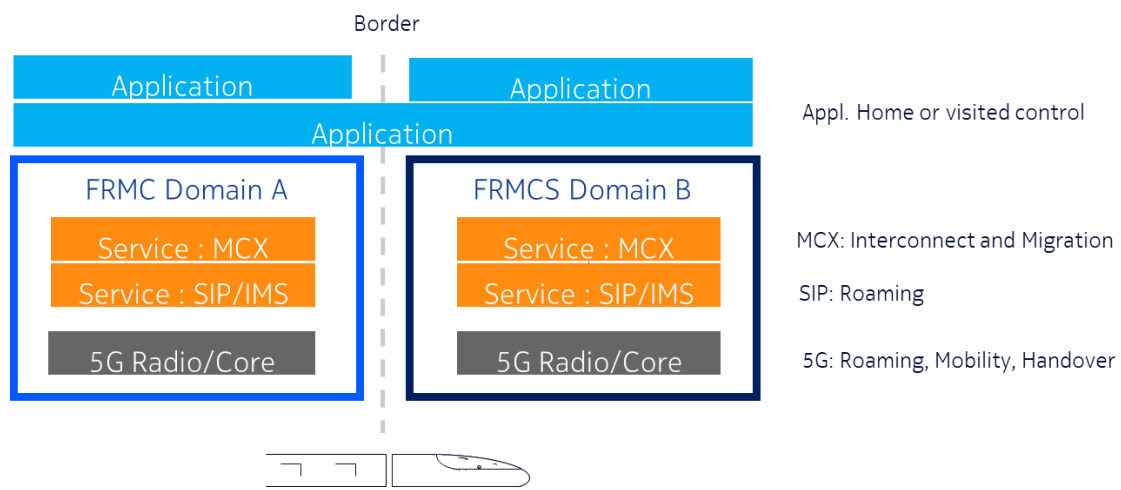 Border
Application
Application
Application
Appl. Home or visited control
FRMC Domain A
FRMCS Domain B
Service : MCX
Service : MCX
MCX: Interconnect and Migration
Service : SIP/IMS
Service : SIP/IMS
SIP: Roaming
5G Radio/Core
5G Radio/Core
5G: Roaming, Mobility, Handover